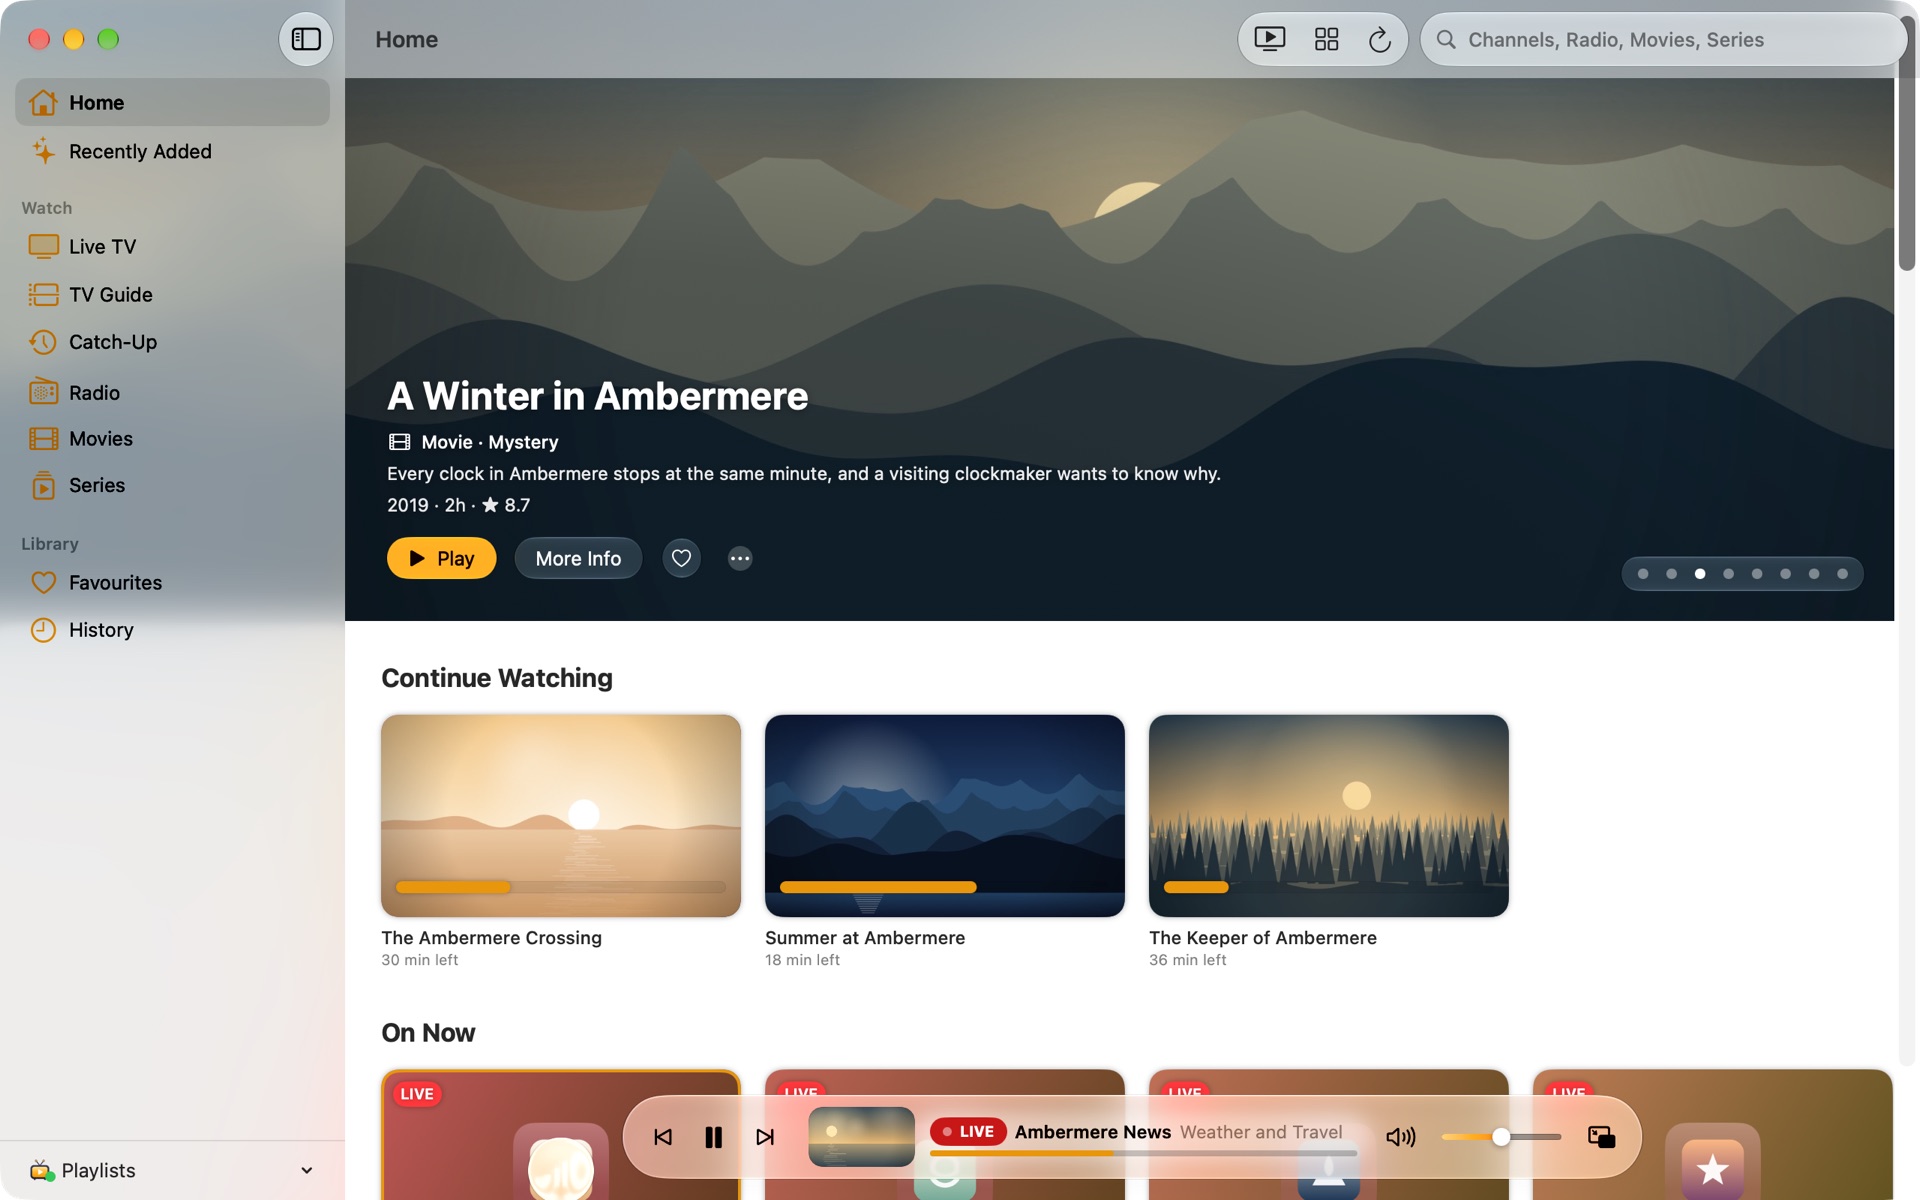 Home
Channels, Radio, Movies, Series
Home
Recently Added
Watch
Live TV
TV Guide
Catch-Up
Radio
Movies
Series
Library
Favourites
History
Playlists
A Winter in Ambermere
Movie · Mystery
Every clock in Ambermere stops at the same minute, and a visiting clockmaker wants to know why.
2019 · 2h · ★ 8.7
Play
More Info
Continue Watching
The Ambermere Crossing
30 min left
Summer at Ambermere
18 min left
The Keeper of Ambermere
36 min left
On Now
LIVE
LIVE
LIVE
LIVE
LIVE Ambermere News Weather and Travel